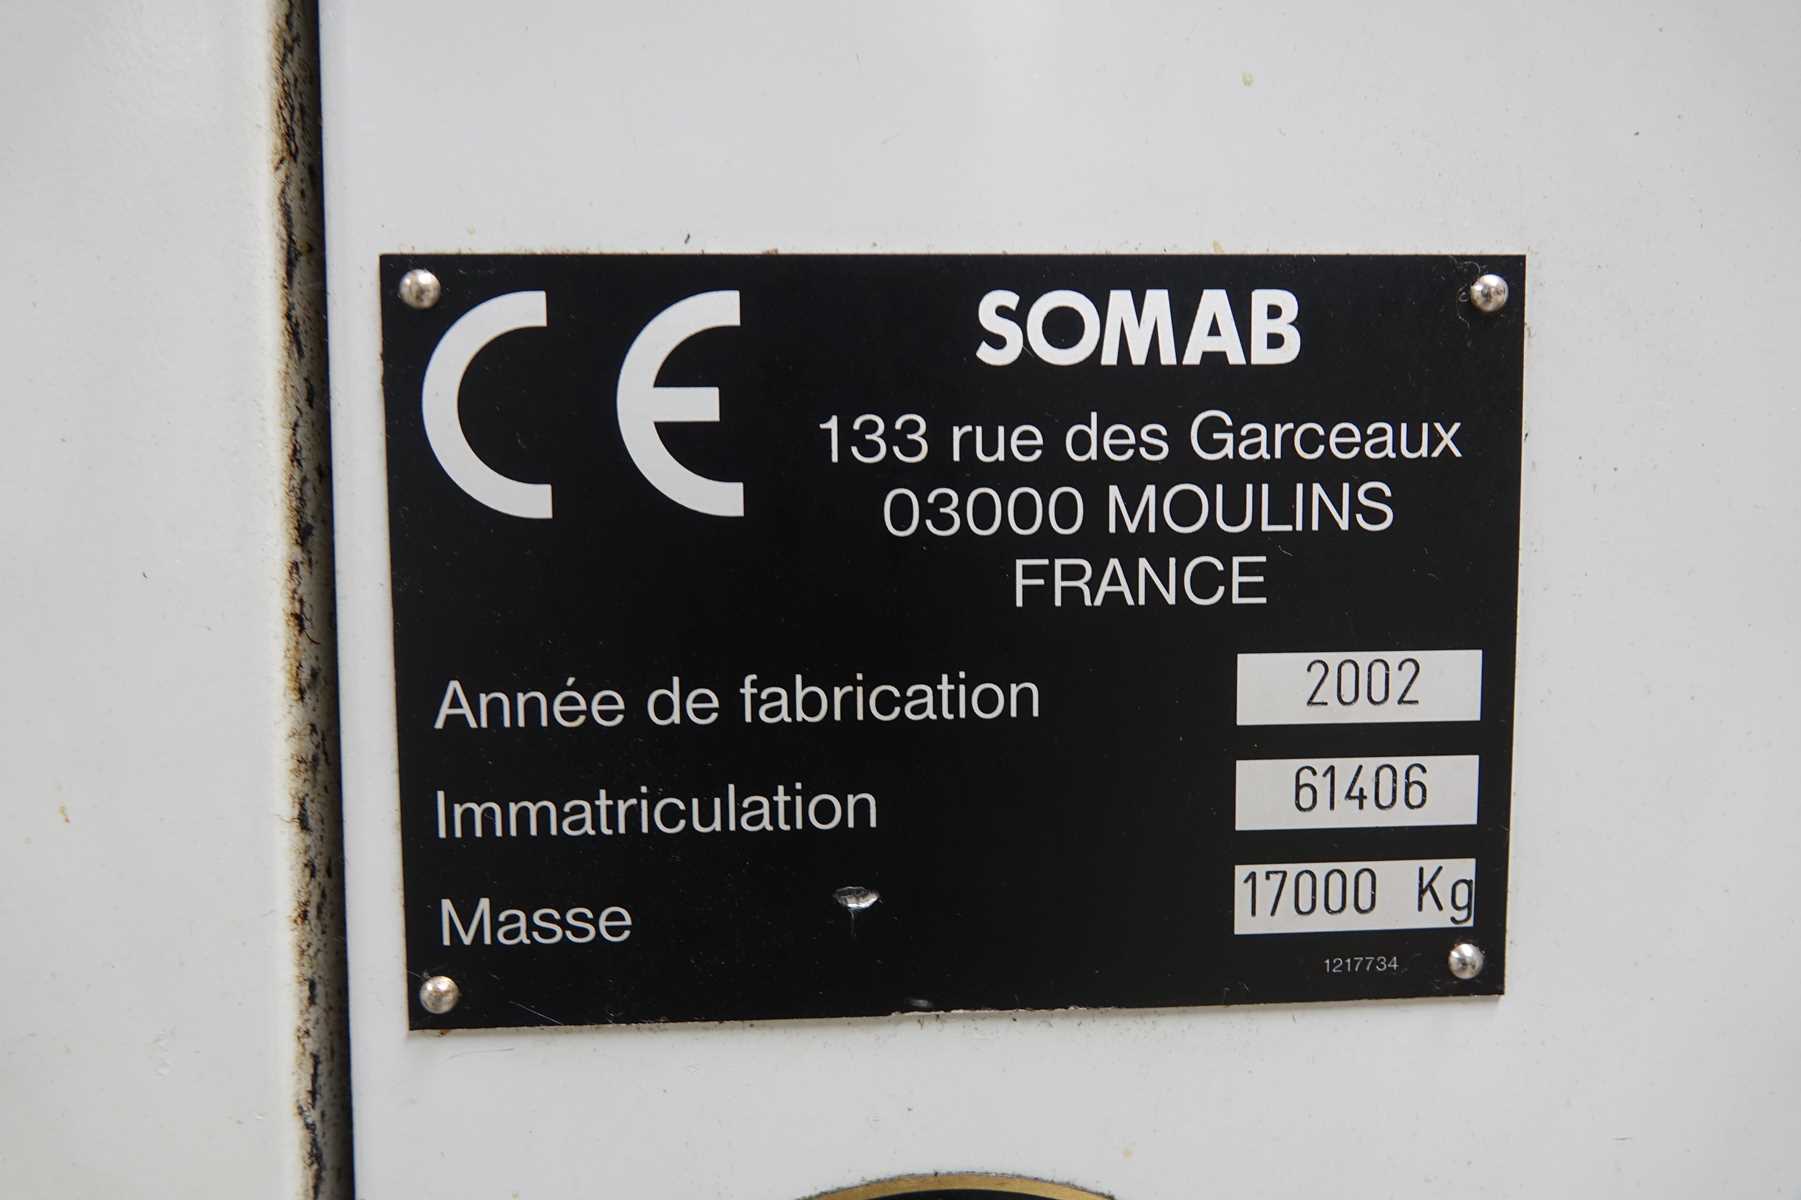 CE
SOMAB
133 rue des Garceaux
03000 MOULINS
FRANCE
Année de fabrication 2002
Immatriculation 61406
Masse 17000 Kg
1217734